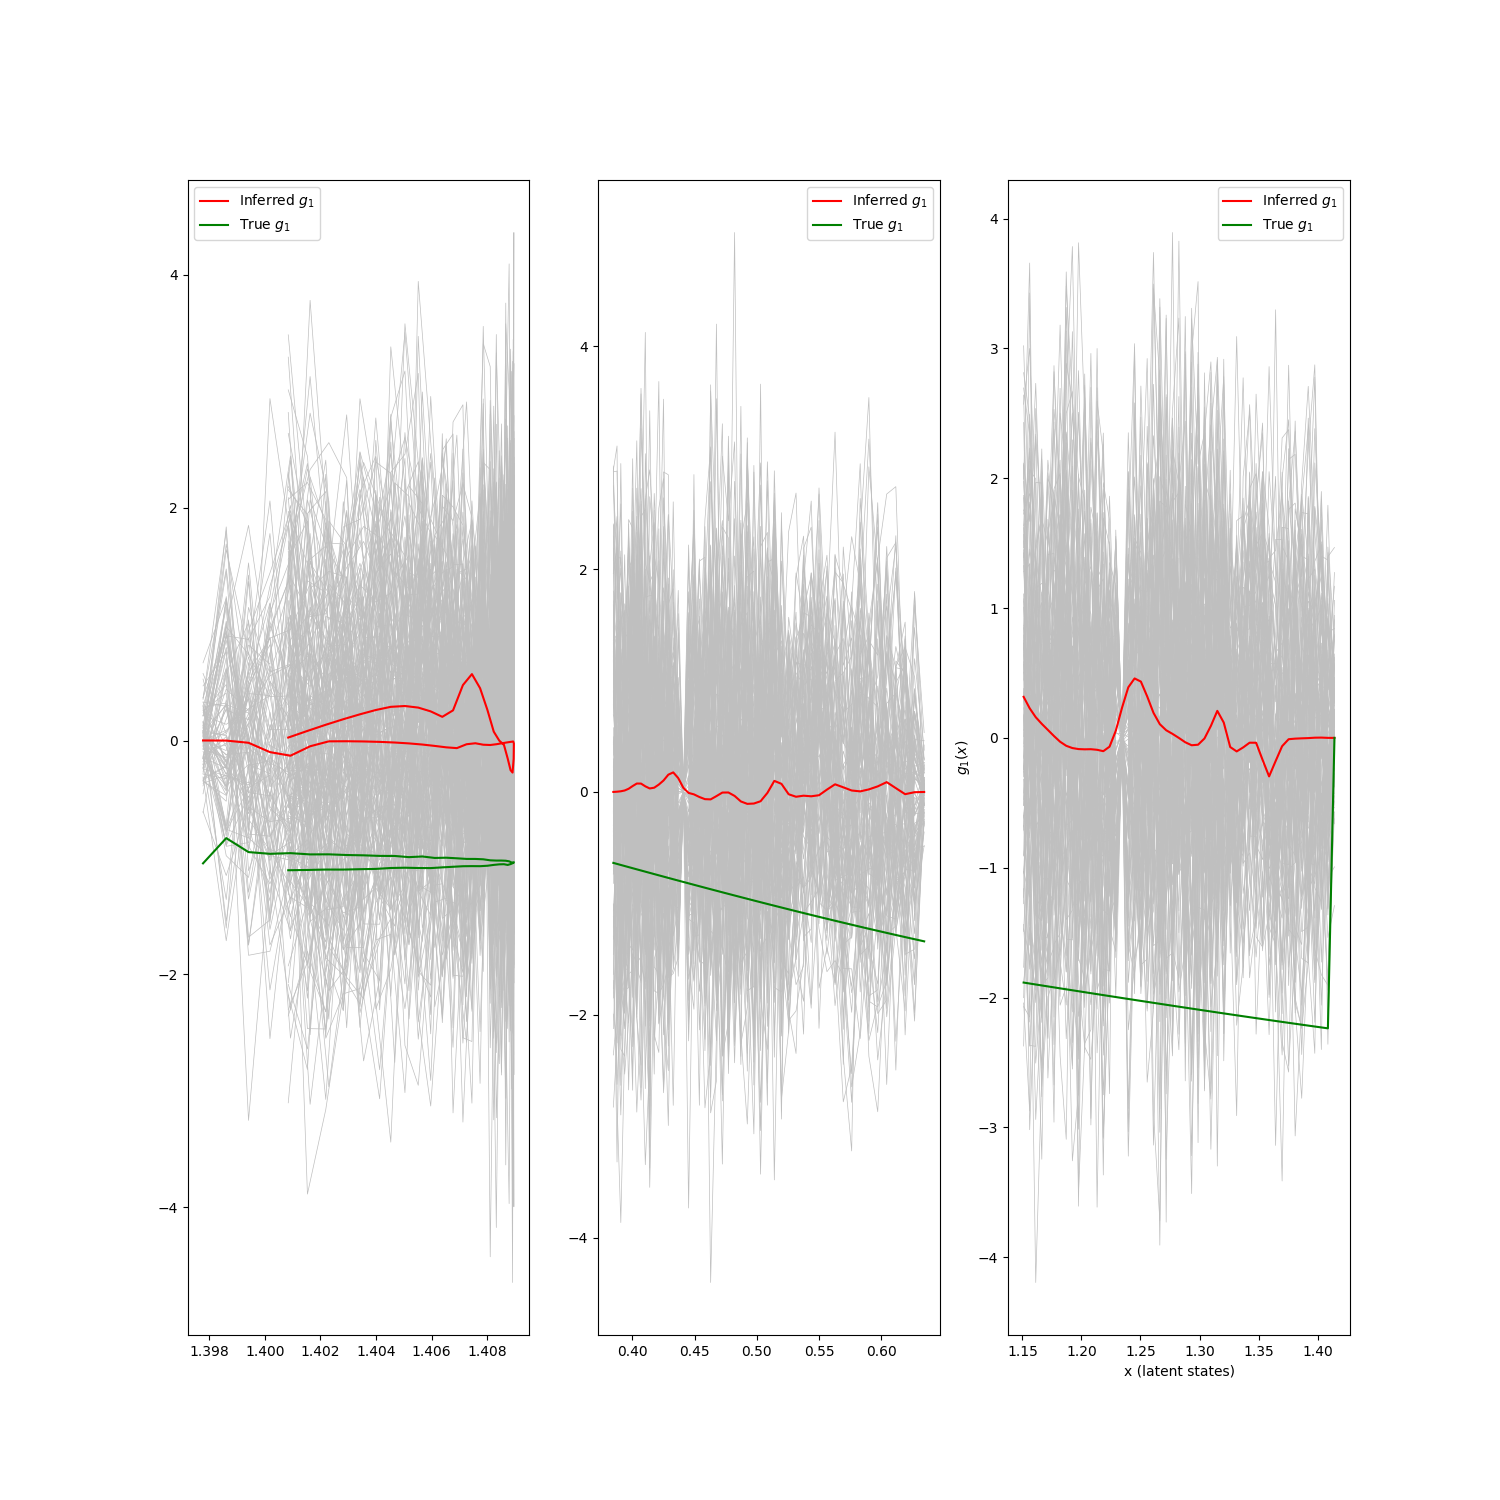 Inferred g₁
True g₁
4
2
0
−2
−4
1.398 1.400 1.402 1.404 1.406 1.408
Inferred g₁
True g₁
4
2
0
−2
−4
0.40 0.45 0.50 0.55 0.60
Inferred g₁
True g₁
4
3
2
1
0
−1
−2
−3
−4
g₁(x)
1.15 1.20 1.25 1.30 1.35 1.40
x (latent states)